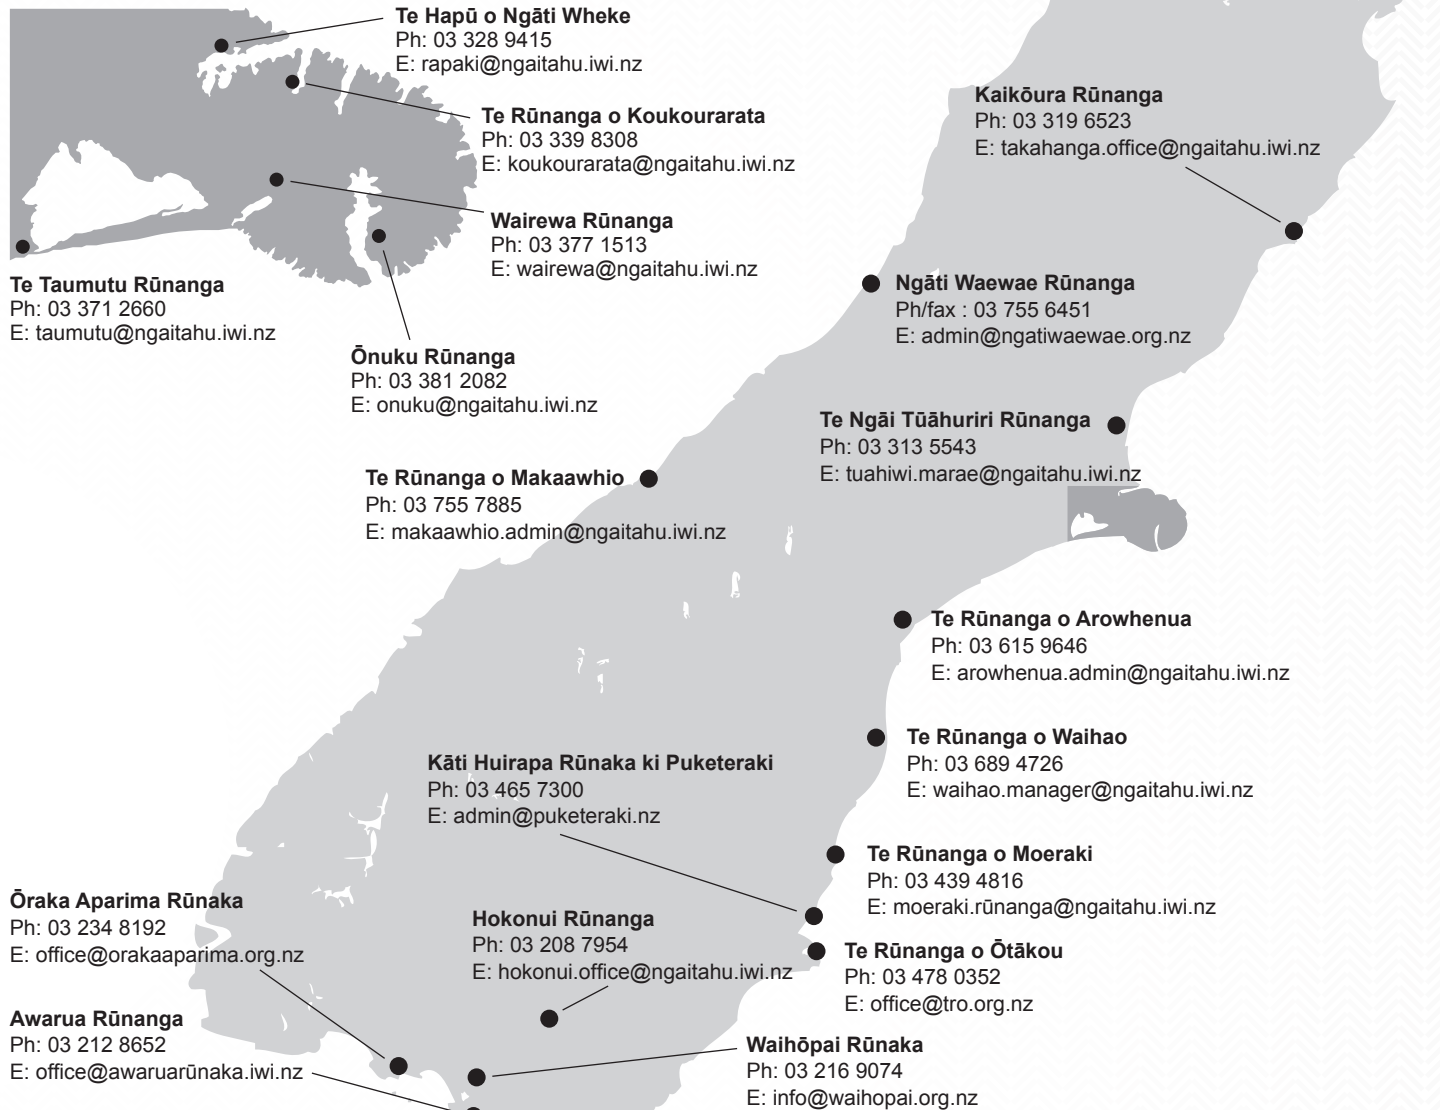 Te Hapū o Ngāti Wheke
Ph: 03 328 9415
E: rapaki@ngaitahu.iwi.nz
Te Rūnanga o Koukourarata
Ph: 03 339 8308
E: koukourarata@ngaitahu.iwi.nz
Wairewa Rūnanga
Ph: 03 377 1513
E: wairewa@ngaitahu.iwi.nz
Te Taumutu Rūnanga
Ph: 03 371 2660
E: taumutu@ngaitahu.iwi.nz
Ōnuku Rūnanga
Ph: 03 381 2082
E: onuku@ngaitahu.iwi.nz
Kaikōura Rūnanga
Ph: 03 319 6523
E: takahanga.office@ngaitahu.iwi.nz
Ngāti Waewae Rūnanga
Ph/fax : 03 755 6451
E: admin@ngatiwaewae.org.nz
Te Ngāi Tūāhuriri Rūnanga
Ph: 03 313 5543
E: tuahiwi.marae@ngaitahu.iwi.nz
Te Rūnanga o Makaawhio
Ph: 03 755 7885
E: makaawhio.admin@ngaitahu.iwi.nz
Te Rūnanga o Arowhenua
Ph: 03 615 9646
E: arowhenua.admin@ngaitahu.iwi.nz
Te Rūnanga o Waihao
Ph: 03 689 4726
E: waihao.manager@ngaitahu.iwi.nz
Kāti Huirapa Rūnaka ki Puketeraki
Ph: 03 465 7300
E: admin@puketeraki.nz
Te Rūnanga o Moeraki
Ph: 03 439 4816
E: moeraki.rūnanga@ngaitahu.iwi.nz
Ōraka Aparima Rūnaka
Ph: 03 234 8192
E: office@orakaaparima.org.nz
Hokonui Rūnanga
Ph: 03 208 7954
E: hokonui.office@ngaitahu.iwi.nz
Te Rūnanga o Ōtākou
Ph: 03 478 0352
E: office@tro.org.nz
Awarua Rūnanga
Ph: 03 212 8652
E: office@awaruarūnaka.iwi.nz
Waihōpai Rūnaka
Ph: 03 216 9074
E: info@waihopai.org.nz